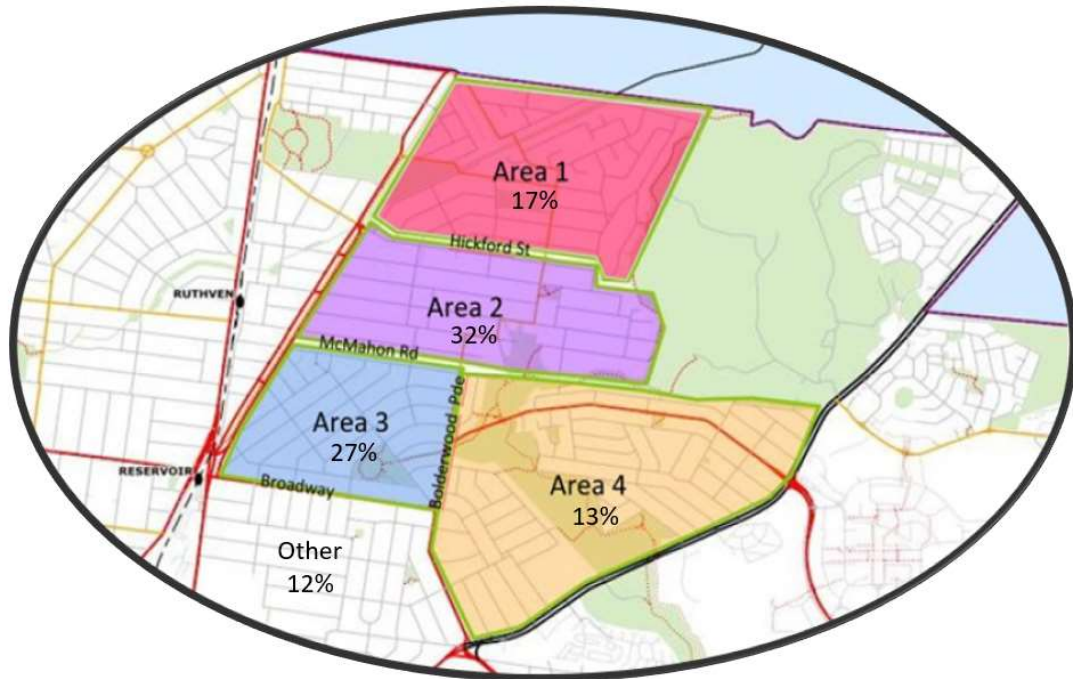 Area 1
17%
Hickford St
RUTHVEN
Area 2
32%
McMahon Rd
Area 3
27%
Bolderwood Pde
RESERVOIR
Broadway
Area 4
13%
Other
12%